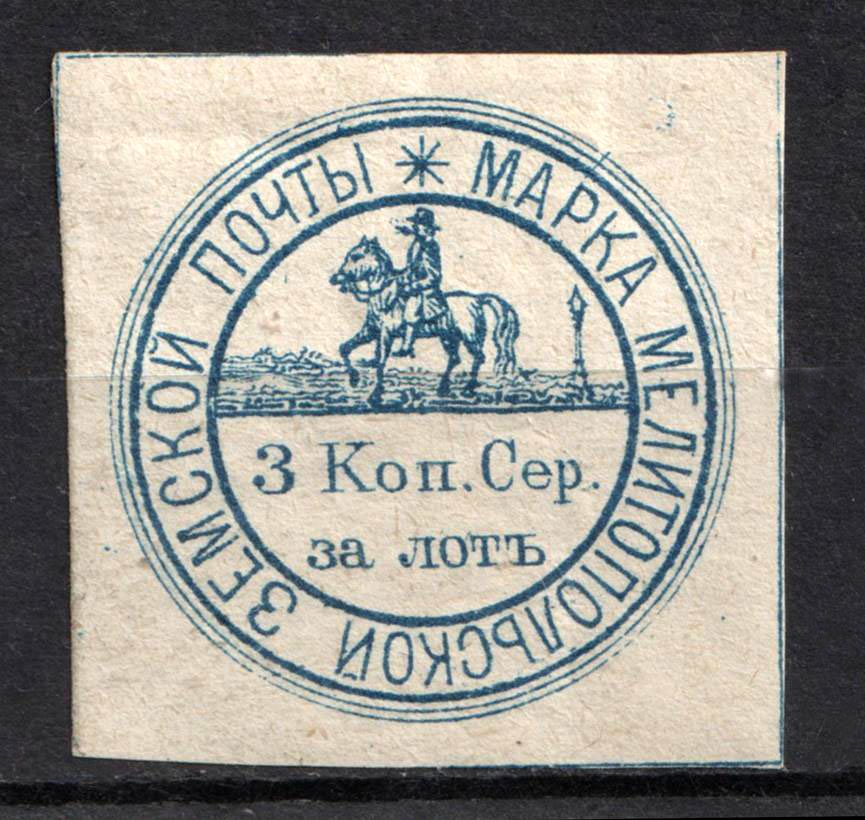 МАРКА МЕЛИТОПОЛЬСКОЙ ЗЕМСКОЙ ПОЧТЫ *
3 Коп. Сер.
за лотъ